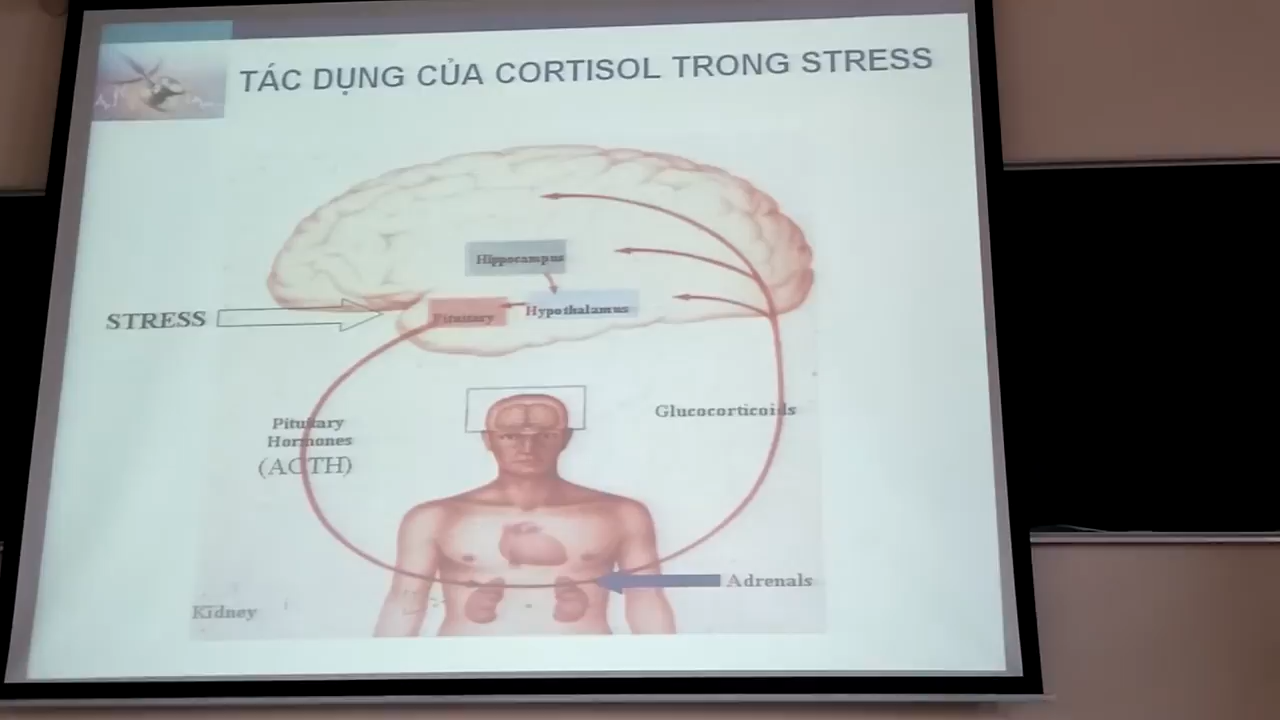 TÁC DỤNG CỦA CORTISOL TRONG STRESS
Hippocampus
Pituitary
Hypothalamus
STRESS
Pituitary
Hormones
(ACTH)
Glucocorticoids
Adrenals
Kidney